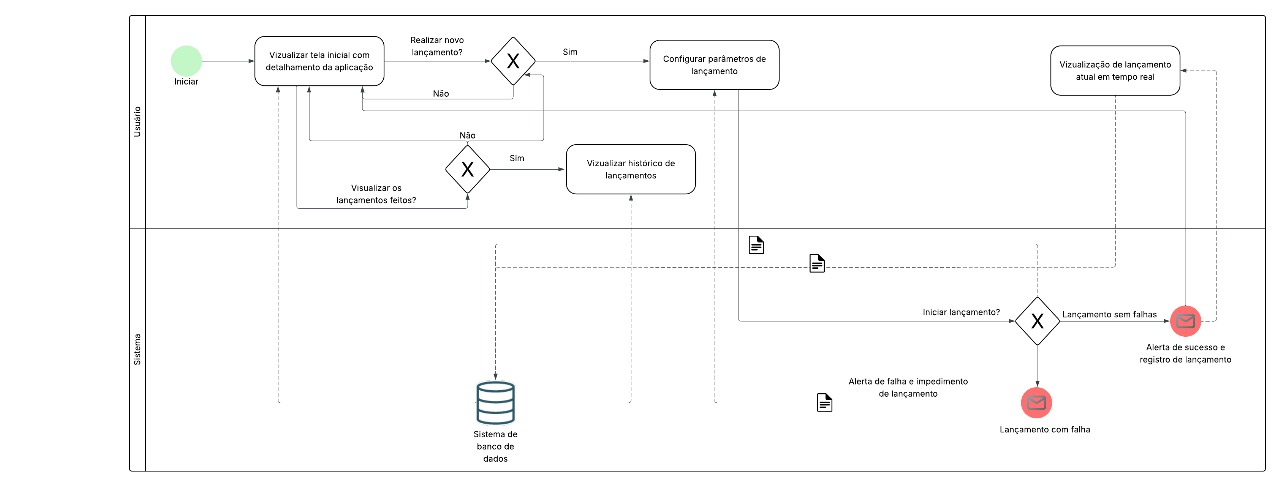 Usuário
Iniciar
Vizualizar tela inicial com
detalhamento da aplicação
Realizar novo
lançamento?
X
Sim
Não
Configurar parâmetros de
lançamento
Vizualização de lançamento
atual em tempo real
Não
X
Sim
Vizualizar histórico de
lançamentos
Visualizar os
lançamentos feitos?
Sistema
Iniciar lançamento?
X
Lançamento sem falhas
Alerta de sucesso e
registro de lançamento
Alerta de falha e impedimento
de lançamento
Lançamento com falha
Sistema de
banco de
dados